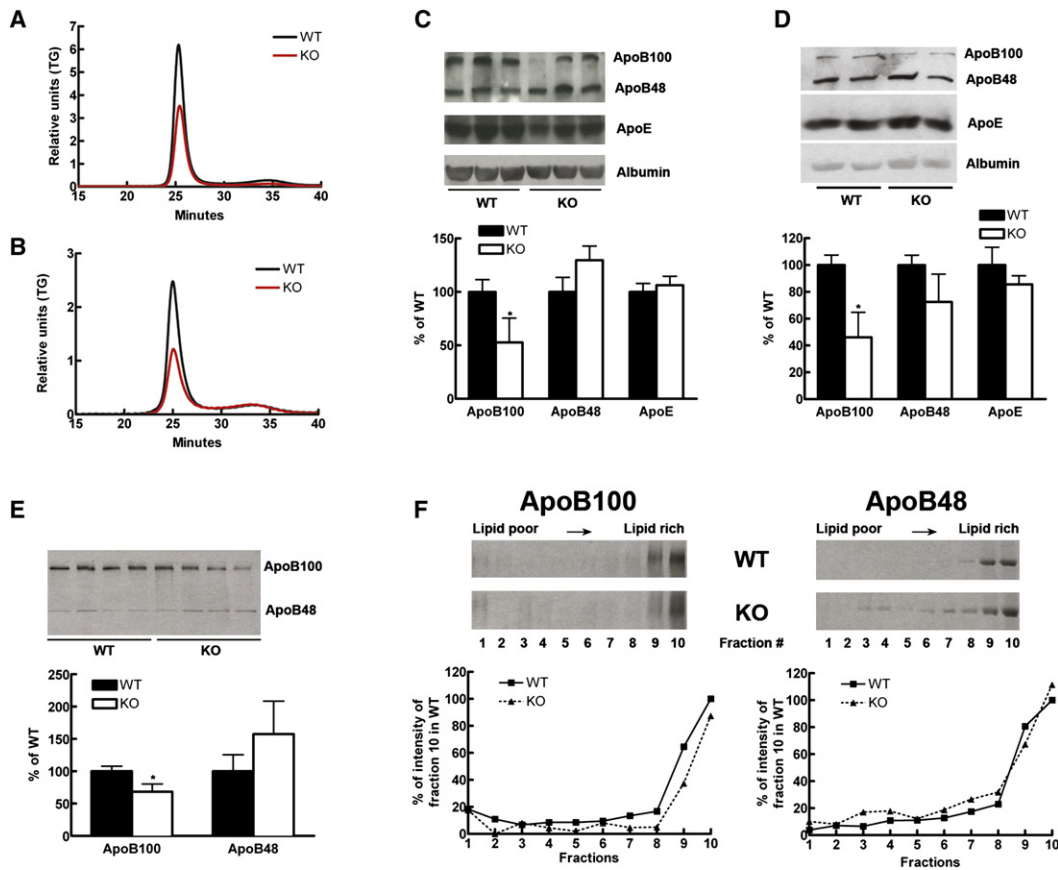 A
Relative units (TG)
7
6
5
4
3
2
1
0
15 20 25 30 35 40
Minutes
WT
KO
B
Relative units (TG)
3
2
1
0
15 20 25 30 35 40
Minutes
WT
KO
C
ApoB100
ApoB48
ApoE
Albumin
WT KO
% of WT
150
100
50
0
WT
KO
*
ApoB100 ApoB48 ApoE
D
ApoB100
ApoB48
ApoE
Albumin
WT KO
% of WT
120
100
80
60
40
20
0
WT
KO
*
ApoB100 ApoB48 ApoE
E
ApoB100
ApoB48
WT KO
% of WT
250
200
150
100
50
0
WT
KO
*
ApoB100 ApoB48
F
ApoB100
Lipid poor → Lipid rich
ApoB48
Lipid poor → Lipid rich
WT
KO
1 2 3 4 5 6 7 8 9 10
Fraction #
1 2 3 4 5 6 7 8 9 10
% of intensity of
fraction 10 in WT
120
100
80
60
40
20
0
WT
KO
1 2 3 4 5 6 7 8 9 10
Fractions
% of intensity of
fraction 10 in WT
120
100
80
60
40
20
0
WT
KO
1 2 3 4 5 6 7 8 9 10
Fractions